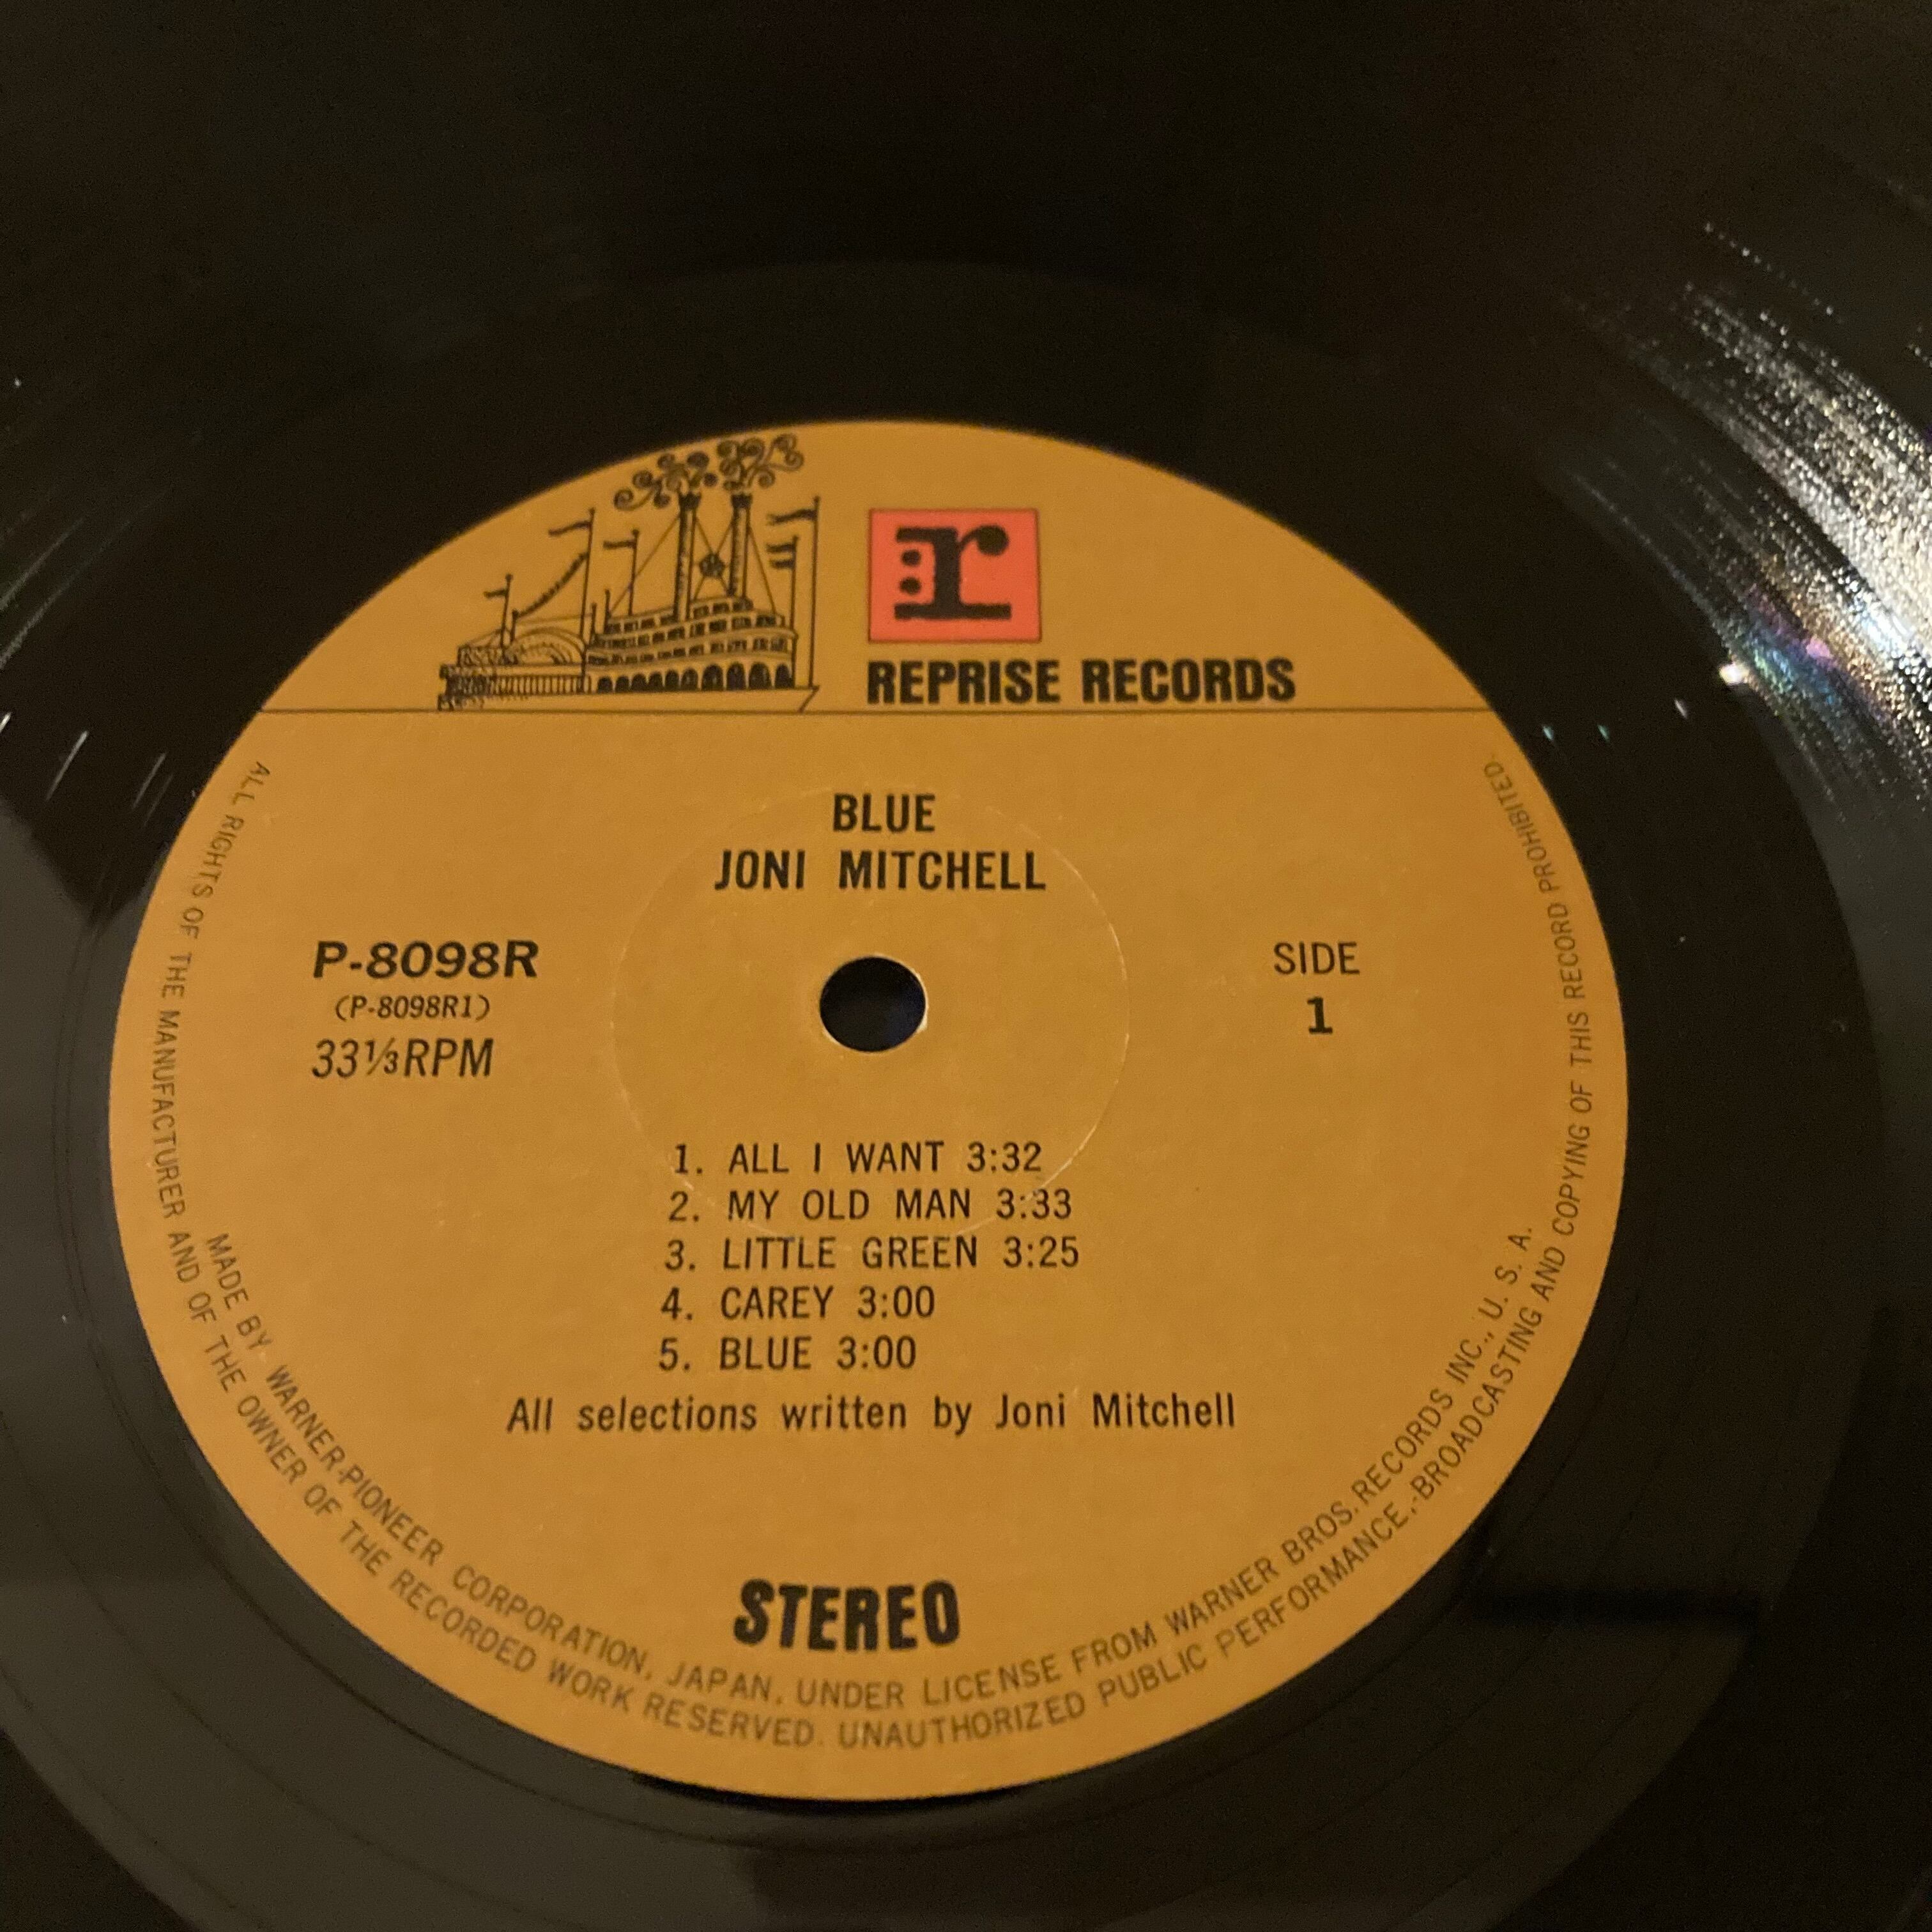 :r
REPRISE RECORDS
BLUE
JONI MITCHELL
P-8098R
(P-8098R1)
33⅓RPM
SIDE
1
1. ALL I WANT 3:32
2. MY OLD MAN 3:33
3. LITTLE GREEN 3:25
4. CAREY 3:00
5. BLUE 3:00
All selections written by Joni Mitchell
STEREO
MADE BY WARNER-PIONEER CORPORATION, JAPAN, UNDER LICENSE FROM WARNER BROS. RECORDS INC., U. S. A.
ALL RIGHTS OF THE MANUFACTURER AND OF THE OWNER OF THE RECORDED WORK RESERVED. UNAUTHORIZED PUBLIC PERFORMANCE,-BROADCASTING AND COPYING OF THIS RECORD PROHIBITED.